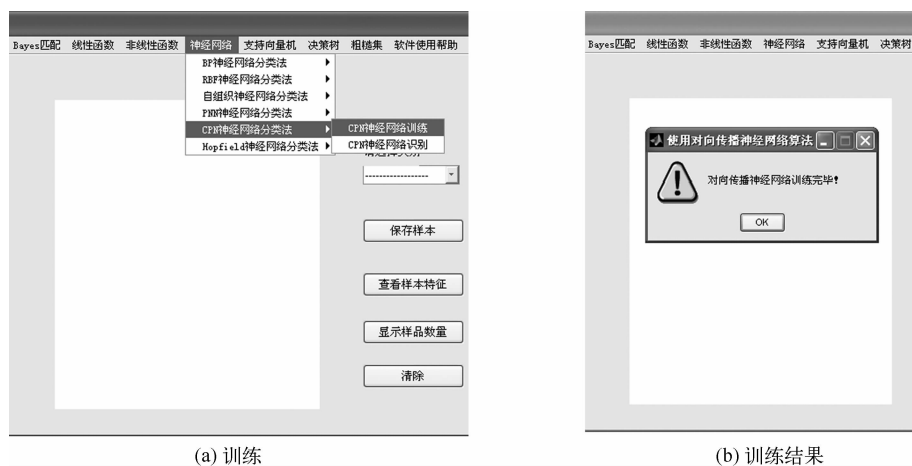 Bayes匹配 线性函数 非线性函数 神经网络 支持向量机 决策树 粗糙集 软件使用帮助
BP神经网络分类法
RBF神经网络分类法
自组织神经网络分类法
PNN神经网络分类法
CPN神经网络分类法
Hopfield神经网络分类法
CPN神经网络训练
CPN神经网络识别
------------------
保存样本
查看样本特征
显示样品数量
清除
(a) 训练
Bayes匹配 线性函数 非线性函数 神经网络 支持向量机 决策树
使用对向传播神经网络算法
对向传播神经网络训练完毕!
OK
(b) 训练结果